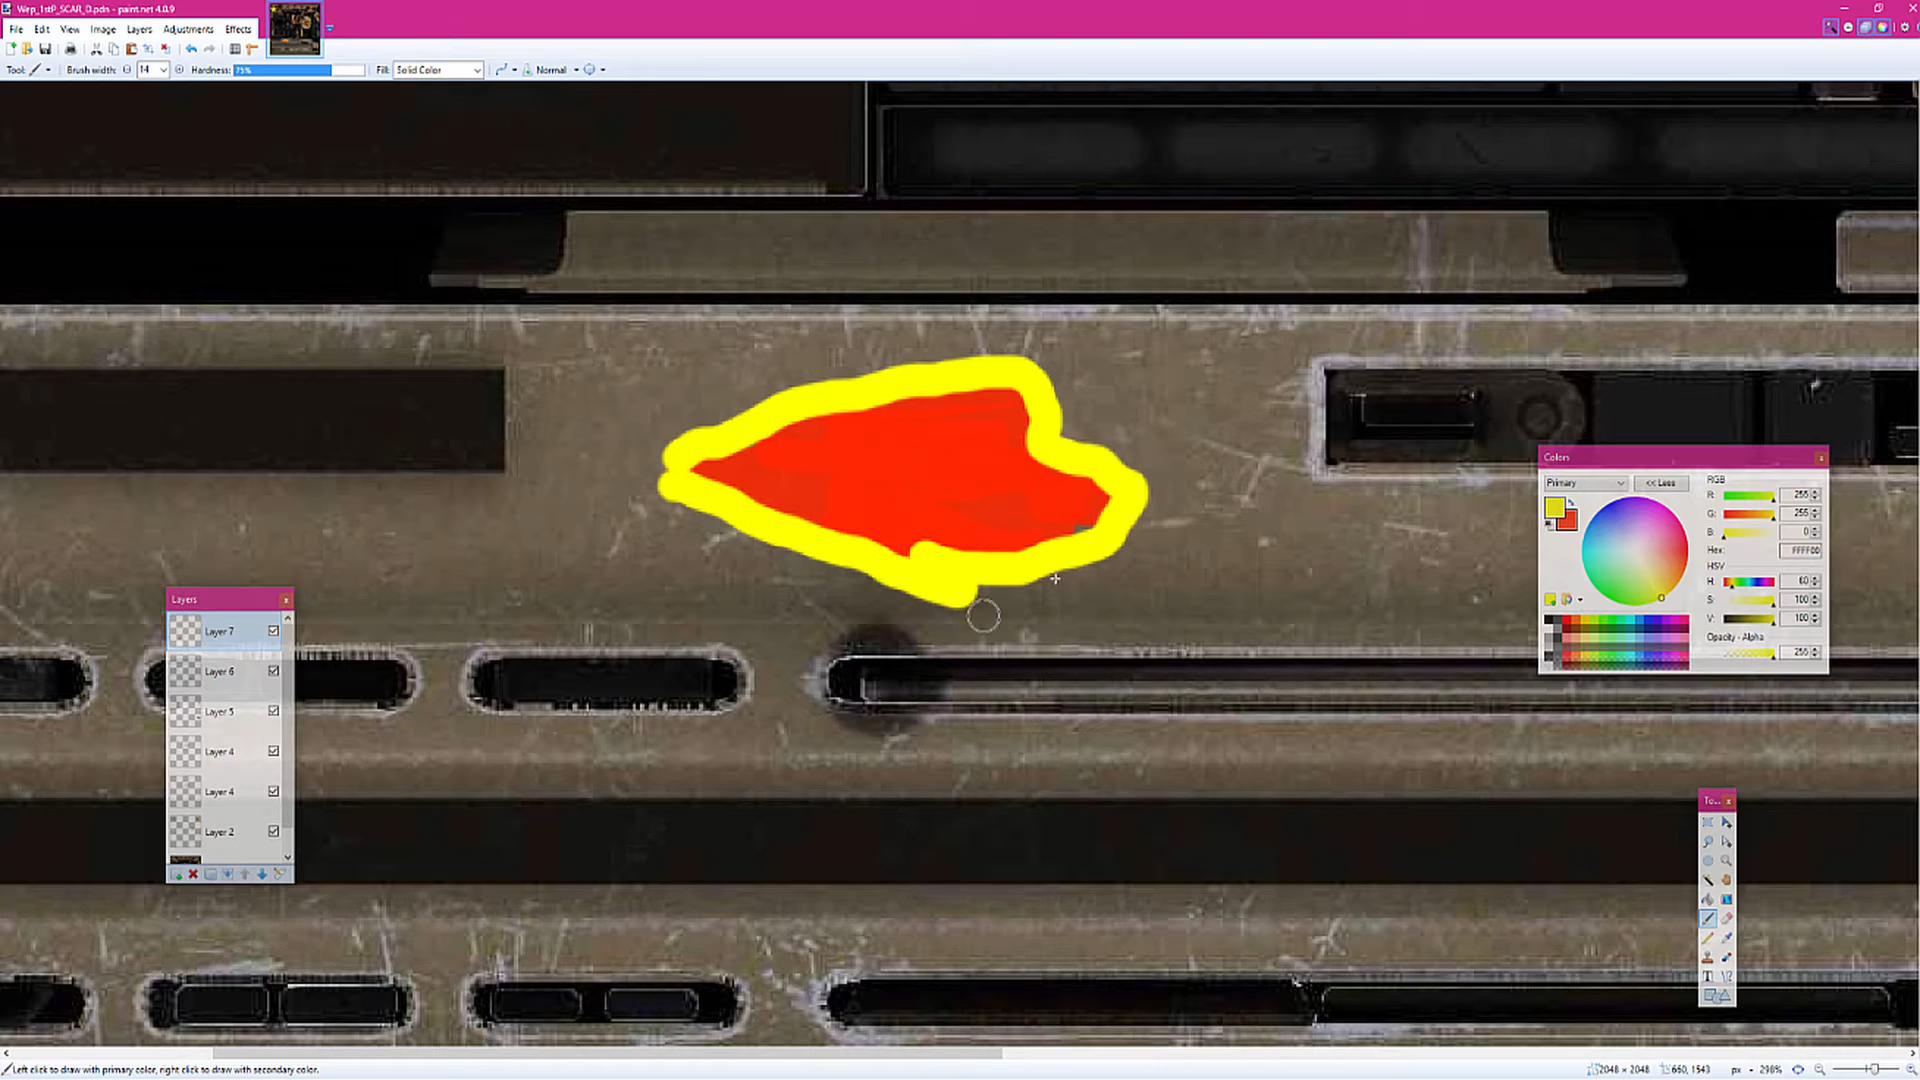 Wep_1stP_SCAR_D.pdn - paint.net 4.0.9
File Edit View Image Layers Adjustments Effects
Tool: Brush width: 14 Hardness: 75% Fill: Solid Color Normal
Colors
Primary << Less RGB
R: 255
G: 255
B: 0
Hex: FFFF00
HSV
H: 60
S: 100
V: 100
Opacity - Alpha
255
Layers
Layer 7
Layer 6
Layer 5
Layer 4
Layer 4
Layer 2
To...
Left click to draw with primary color, right click to draw with secondary color.
2048 × 2048 660, 1543 px 298%